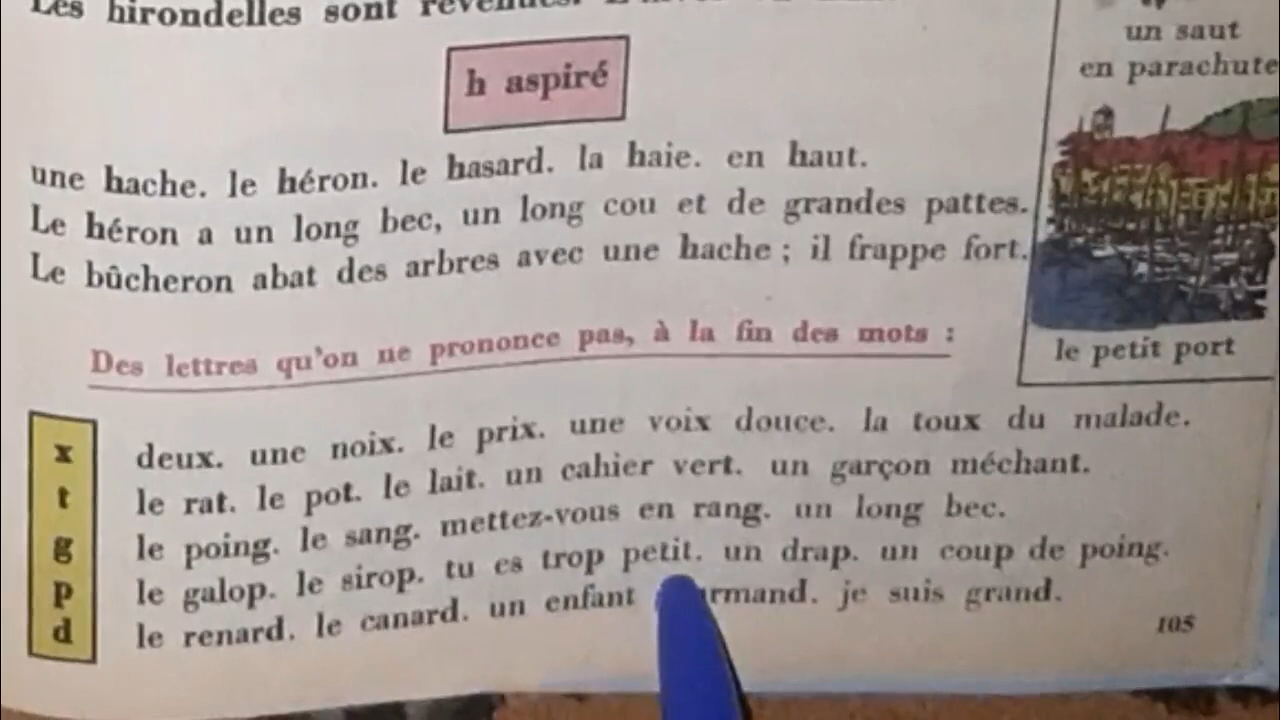 Les hirondelles sont revenues.
un saut
en parachute
h aspiré
une hache. le héron. le hasard. la haie. en haut.
Le héron a un long bec, un long cou et de grandes pattes.
Le bûcheron abat des arbres avec une hache ; il frappe fort.
le petit port
Des lettres qu'on ne prononce pas, à la fin des mots :
x deux. une noix. le prix. une voix douce. la toux du malade.
t le rat. le pot. le lait. un cahier vert. un garçon méchant.
g le poing. le sang. mettez-vous en rang. un long bec.
p le galop. le sirop. tu es trop petit. un drap. un coup de poing.
d le renard. le canard. un enfant je suis grand.
105